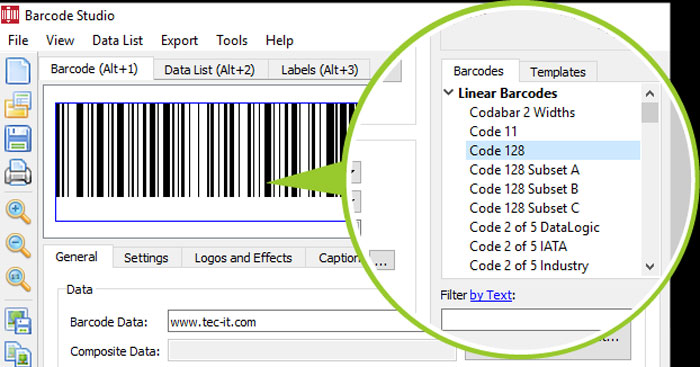 Barcode Studio
File View Data List Export Tools Help
Barcode (Alt+1) Data List (Alt+2) Labels (Alt+3)
Barcodes Templates
Linear Barcodes
Codabar 2 Widths
Code 11
Code 128
Code 128 Subset A
Code 128 Subset B
Code 128 Subset C
Code 2 of 5 DataLogic
Code 2 of 5 IATA
Code 2 of 5 Industry
Filter by Text:
General Settings Logos and Effects Caption ...
Data
Barcode Data: www.tec-it.com
Composite Data: